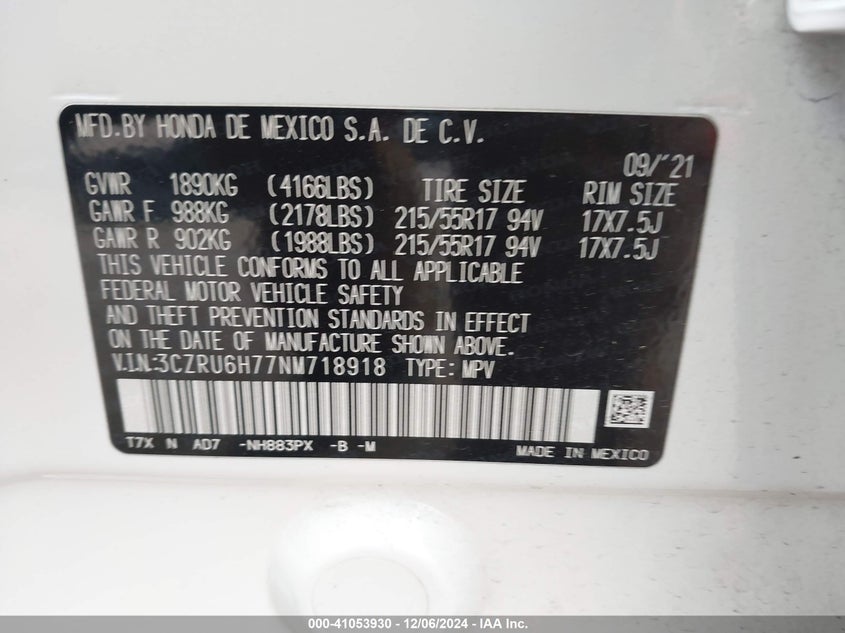 MFD.BY HONDA DE MEXICO S.A. DE C.V.
09/'21
GVWR 1890KG (4166LBS) TIRE SIZE RIM SIZE
GAWR F 988KG (2178LBS) 215/55R17 94V 17X7.5J
GAWR R 902KG (1988LBS) 215/55R17 94V 17X7.5J
THIS VEHICLE CONFORMS TO ALL APPLICABLE
FEDERAL MOTOR VEHICLE SAFETY
AND THEFT PREVENTION STANDARDS IN EFFECT
ON THE DATE OF MANUFACTURE SHOWN ABOVE.
V.I.N.:3CZRU6H77NM718918 TYPE: MPV
T7X N AD7 -NH883PX -B -M
MADE IN MEXICO
000-41053930 - 12/06/2024 - IAA Inc.